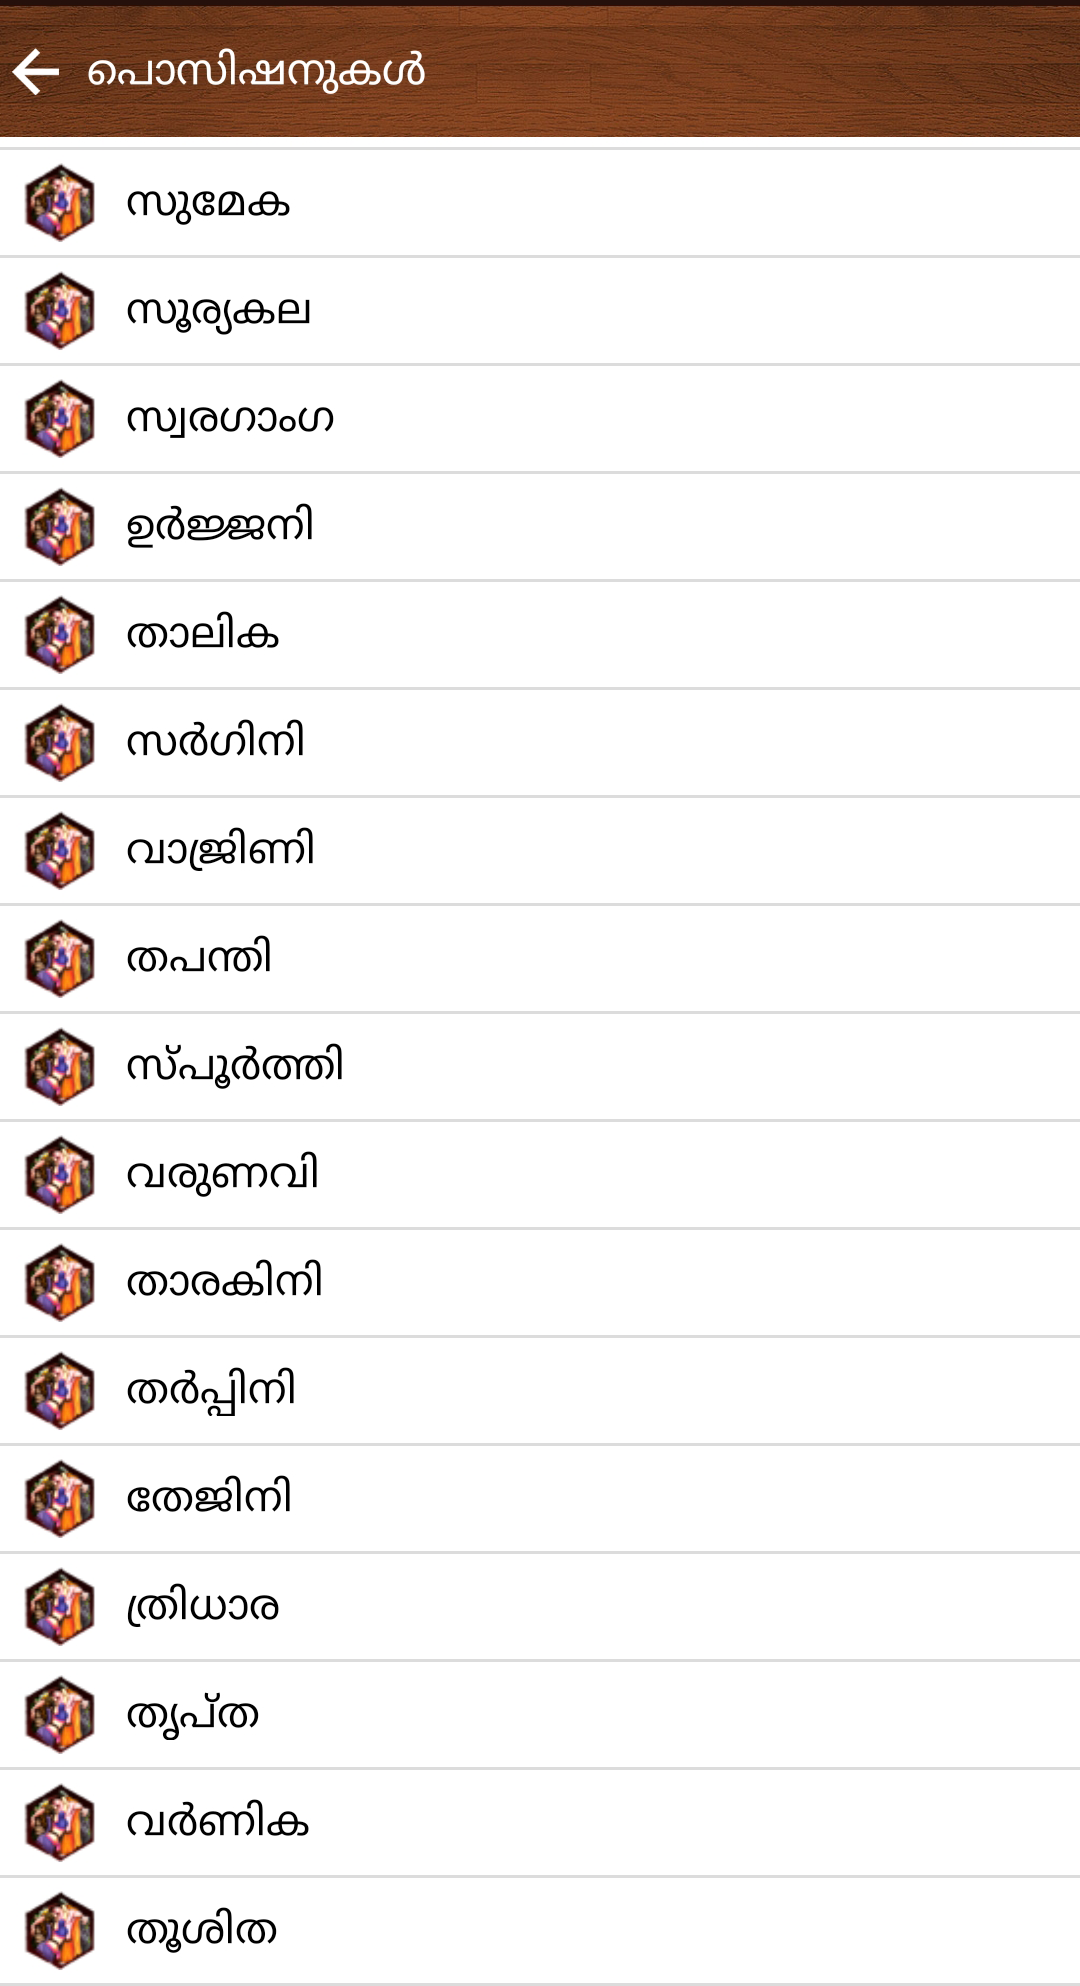 പൊസിഷനുകൾ
സുമേക
സൂര്യകല
സ്വരഗാംഗ
ഉർജ്ജനി
താലിക
സർഗിനി
വാജ്രിണി
തപന്തി
സ്പൂർത്തി
വരുണവി
താരകിനി
തർപ്പിനി
തേജിനി
ത്രിധാര
തൃപ്ത
വർണിക
തൂശിത